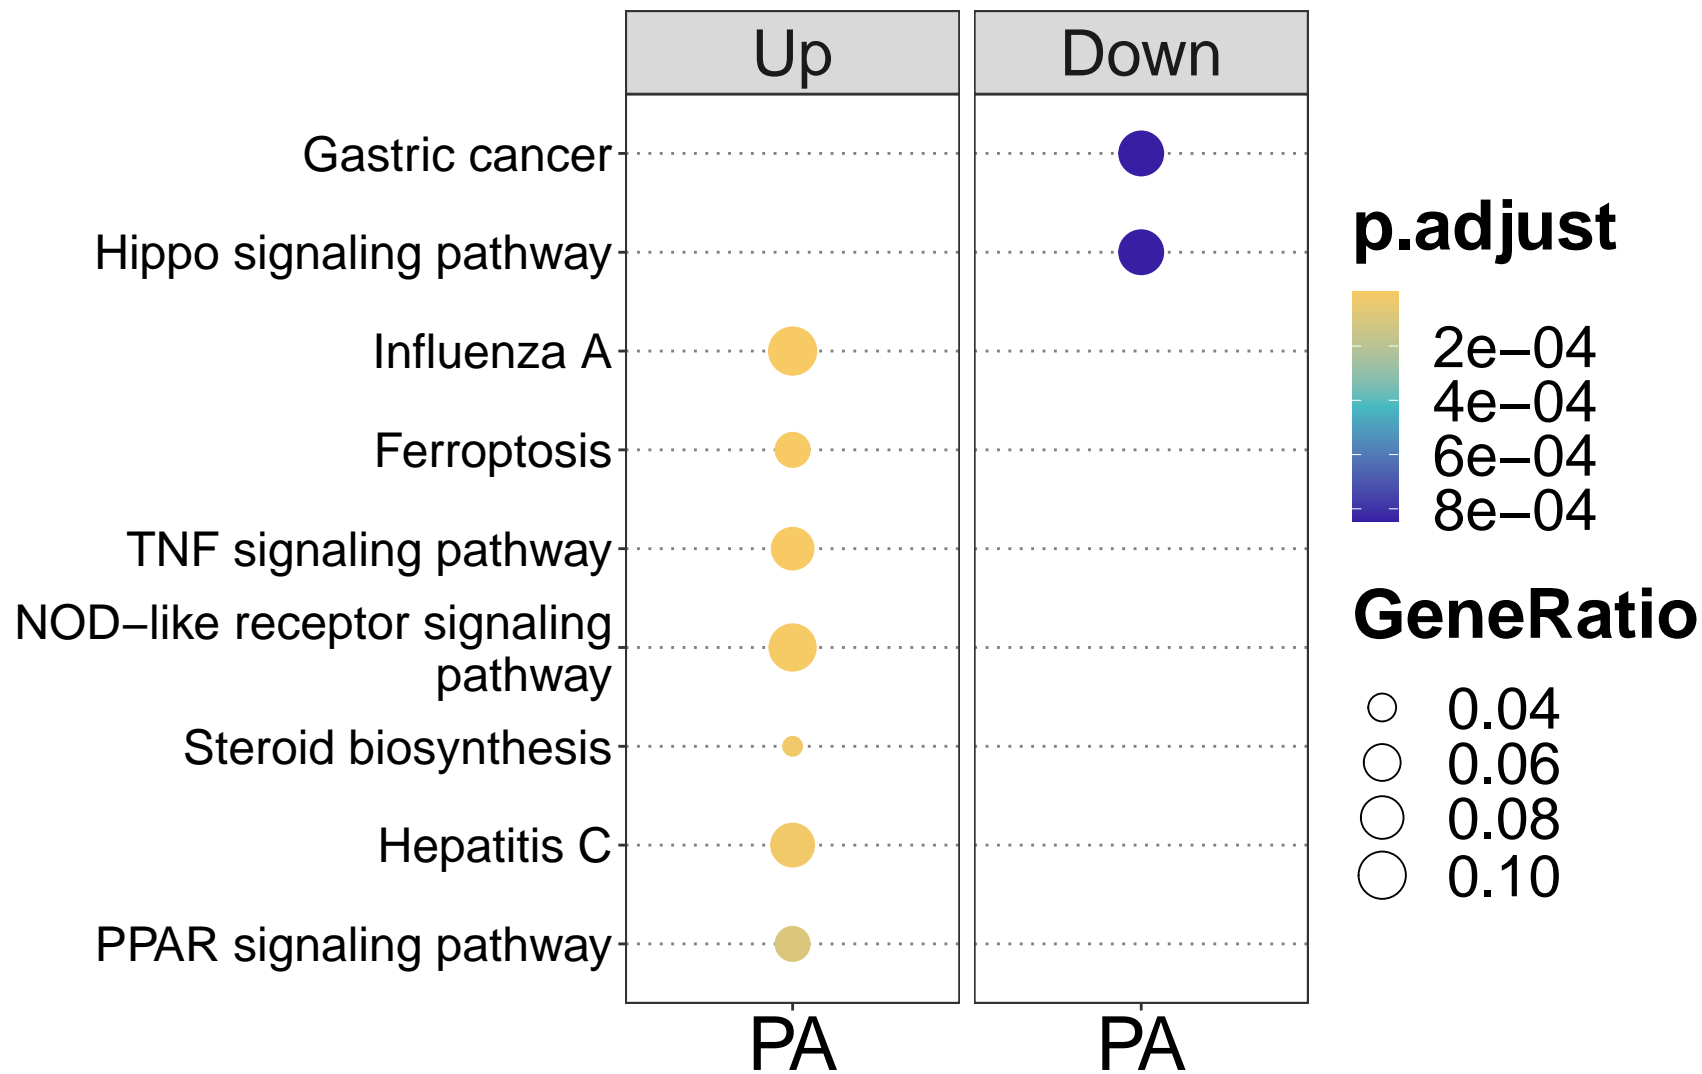 Up
Down
Gastric cancer
Hippo signaling pathway
Influenza A
Ferroptosis
TNF signaling pathway
NOD−like receptor signaling
pathway
Steroid biosynthesis
Hepatitis C
PPAR signaling pathway
PA
PA
p.adjust
2e−04
4e−04
6e−04
8e−04
GeneRatio
0.04
0.06
0.08
0.10